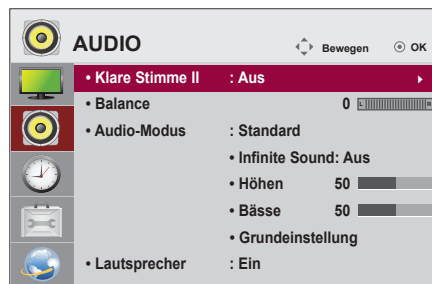 AUDIO
Bewegen
OK
• Klare Stimme II : Aus
• Balance 0 L R
• Audio-Modus : Standard
• Infinite Sound: Aus
• Höhen 50
• Bässe 50
• Grundeinstellung
• Lautsprecher : Ein